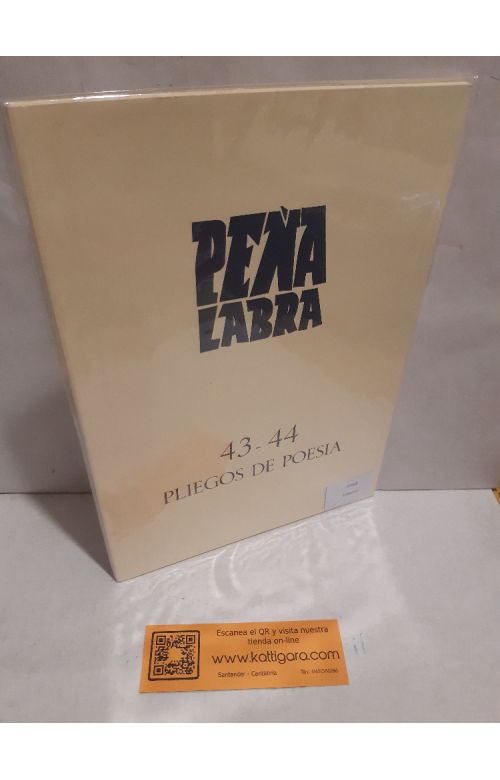 PEÑA
LABRA
43-44
PLIEGOS DE POESIA
Escanea el QR y visita nuestra
tienda on-line
www.kattigara.com
Santander - Cantabria